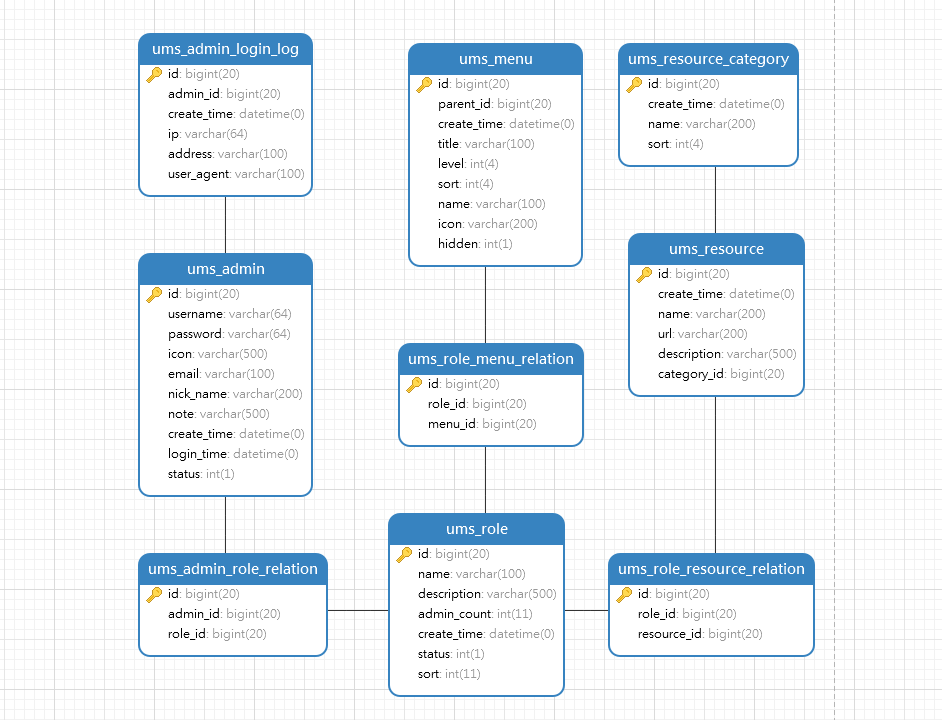 ums_admin_login_log
id: bigint(20)
admin_id: bigint(20)
create_time: datetime(0)
ip: varchar(64)
address: varchar(100)
user_agent: varchar(100)
ums_menu
id: bigint(20)
parent_id: bigint(20)
create_time: datetime(0)
title: varchar(100)
level: int(4)
sort: int(4)
name: varchar(100)
icon: varchar(200)
hidden: int(1)
ums_resource_category
id: bigint(20)
create_time: datetime(0)
name: varchar(200)
sort: int(4)
ums_admin
id: bigint(20)
username: varchar(64)
password: varchar(64)
icon: varchar(500)
email: varchar(100)
nick_name: varchar(200)
note: varchar(500)
create_time: datetime(0)
login_time: datetime(0)
status: int(1)
ums_role_menu_relation
id: bigint(20)
role_id: bigint(20)
menu_id: bigint(20)
ums_resource
id: bigint(20)
create_time: datetime(0)
name: varchar(200)
url: varchar(200)
description: varchar(500)
category_id: bigint(20)
ums_admin_role_relation
id: bigint(20)
admin_id: bigint(20)
role_id: bigint(20)
ums_role
id: bigint(20)
name: varchar(100)
description: varchar(500)
admin_count: int(11)
create_time: datetime(0)
status: int(1)
sort: int(11)
ums_role_resource_relation
id: bigint(20)
role_id: bigint(20)
resource_id: bigint(20)